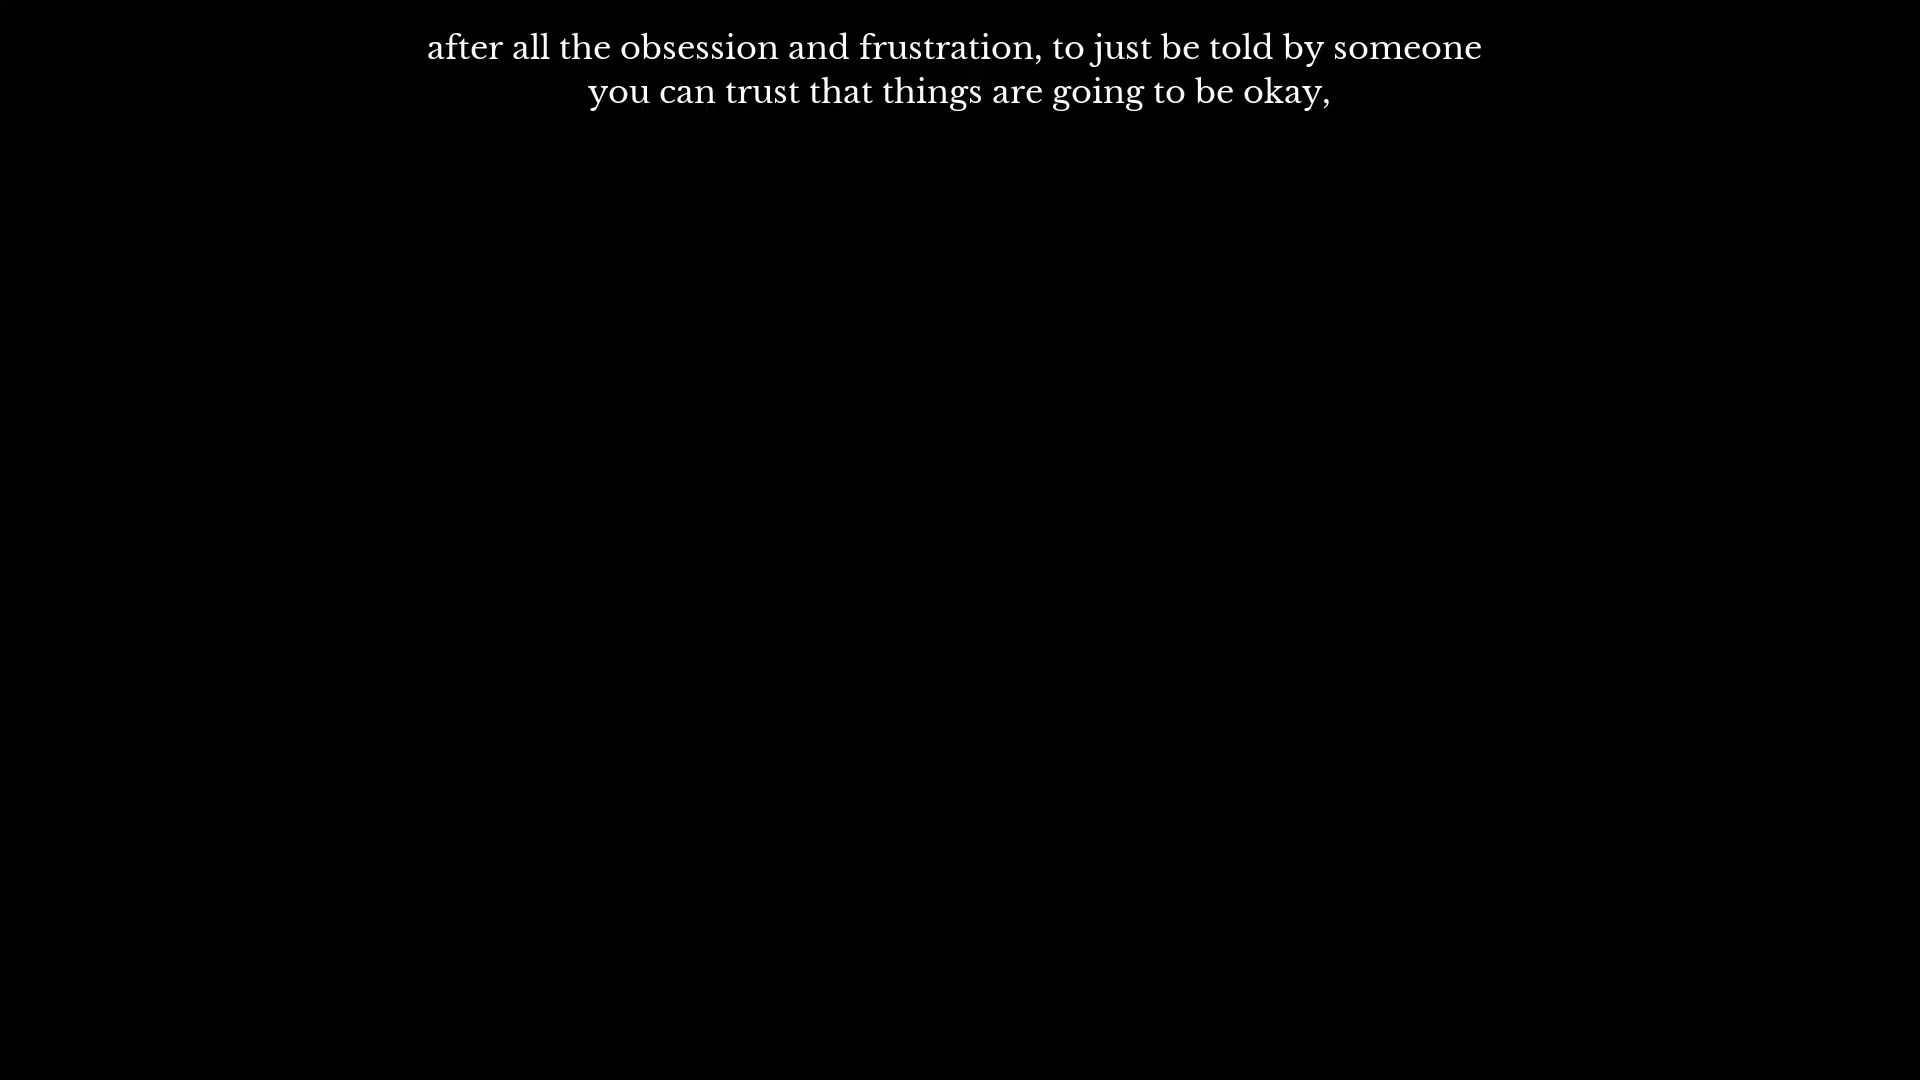 after all the obsession and frustration, to just be told by someone
you can trust that things are going to be okay,